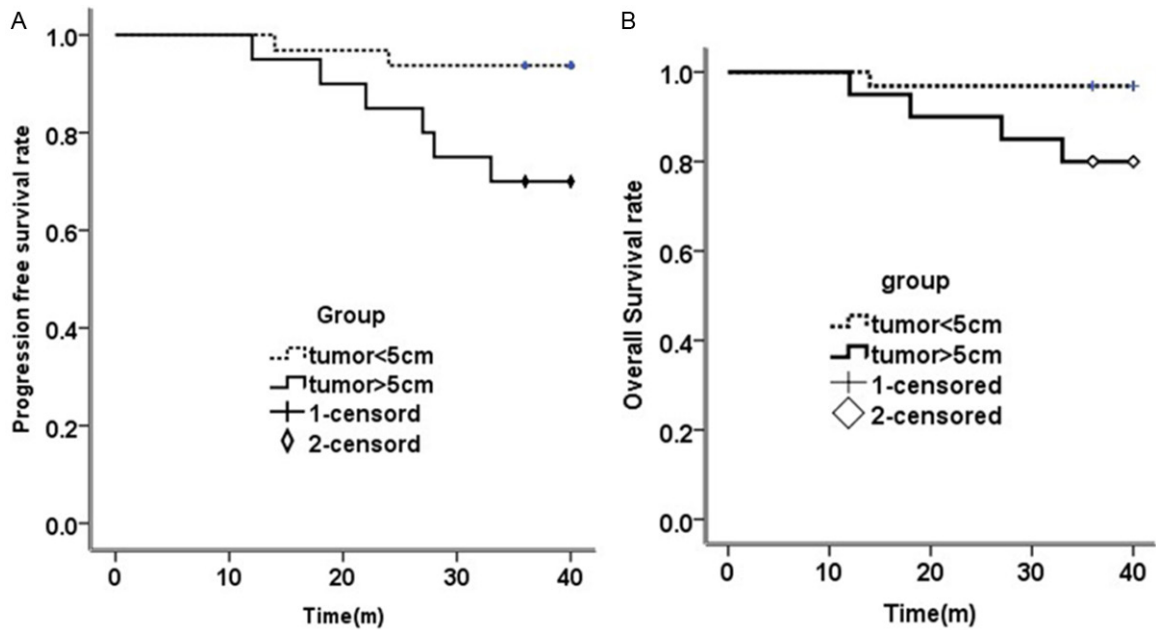 A
Progression free survival rate
1.0
0.8
0.6
0.4
0.2
0.0
Group
tumor<5cm
tumor>5cm
1-censord
2-censord
0 10 20 30 40
Time(m)
B
Overall Survival rate
1.0
0.8
0.6
0.4
0.2
0.0
group
tumor<5cm
tumor>5cm
1-censored
2-censored
0 10 20 30 40
Time(m)